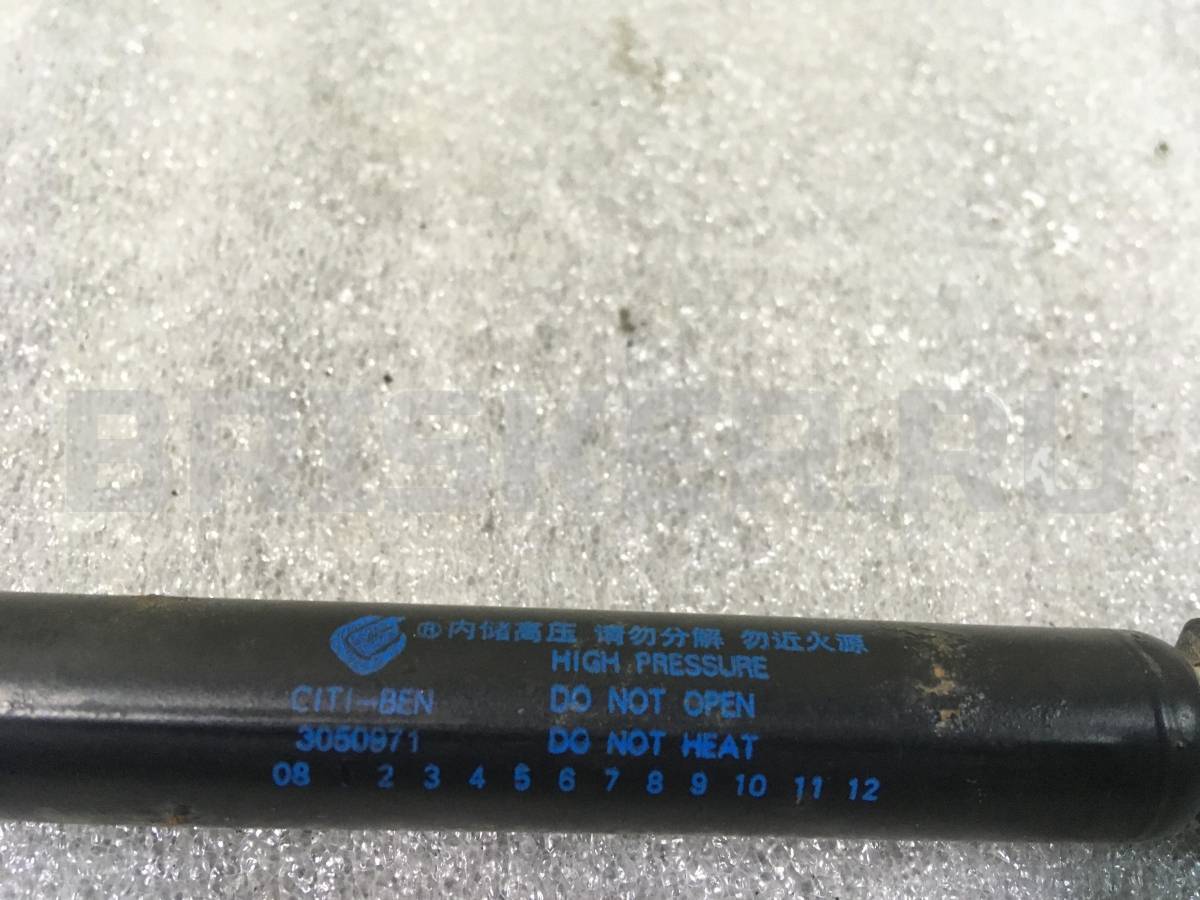 ®内储高压 请勿分解 勿近火源
HIGH PRESSURE
CITI-BEN DO NOT OPEN
3050971 DO NOT HEAT
08 2 3 4 5 6 7 8 9 10 11 12